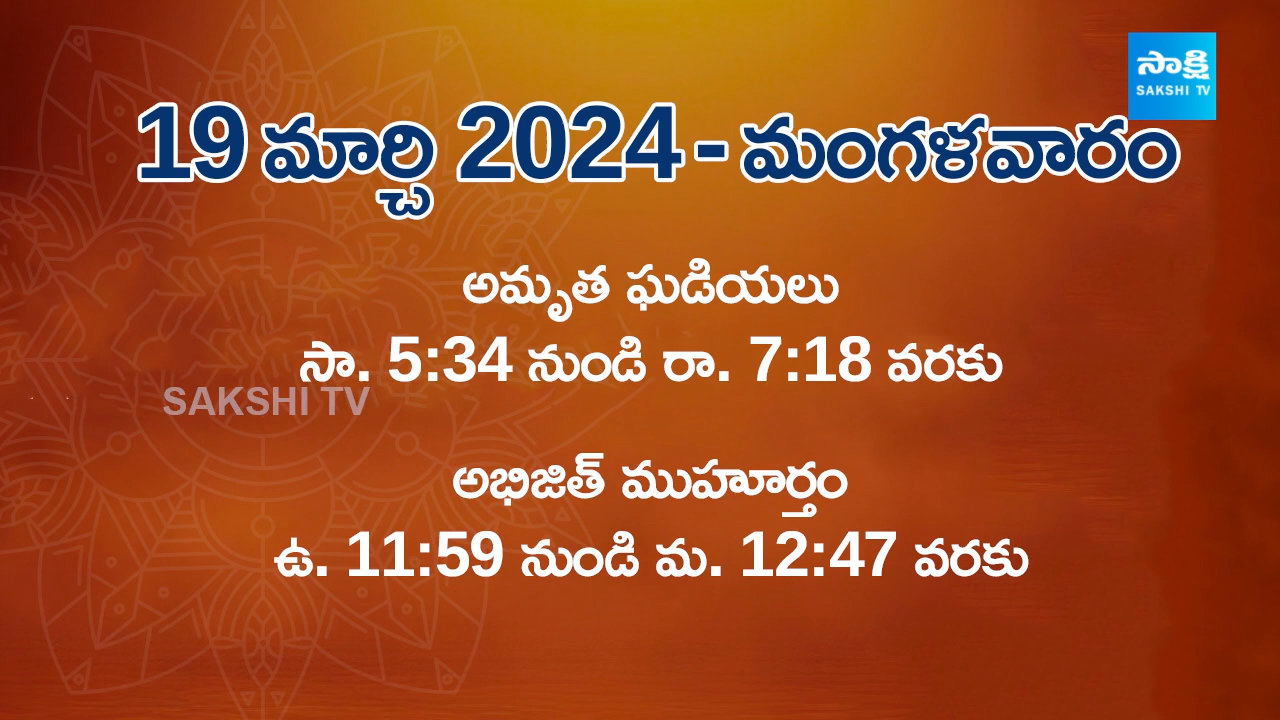 సాక్షి
SAKSHI TV
19 మార్చి 2024 - మంగళవారం
అమృత ఘడియలు
సా. 5:34 నుండి రా. 7:18 వరకు
SAKSHI TV
అభిజిత్ ముహూర్తం
ఉ. 11:59 నుండి మ. 12:47 వరకు